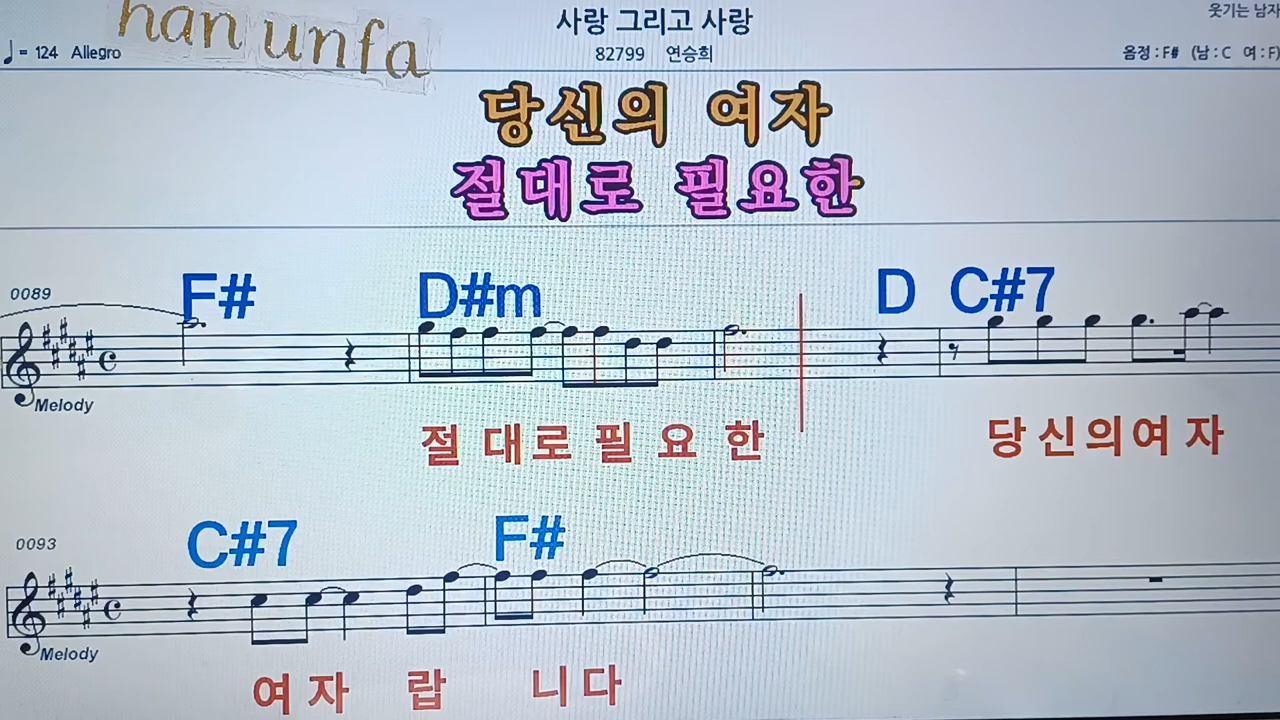 han unfa
사랑 그리고 사랑
웃기는 남자
♩= 124 Allegro
82799 연승희
음정 : F# (남 : C 여 : F)
당신의 여자
절대로 필요한
F# D#m D C#7
0089
Melody
절 대 로 필 요 한 당 신 의 여 자
C#7 F#
0093
Melody
여 자 랍 니 다